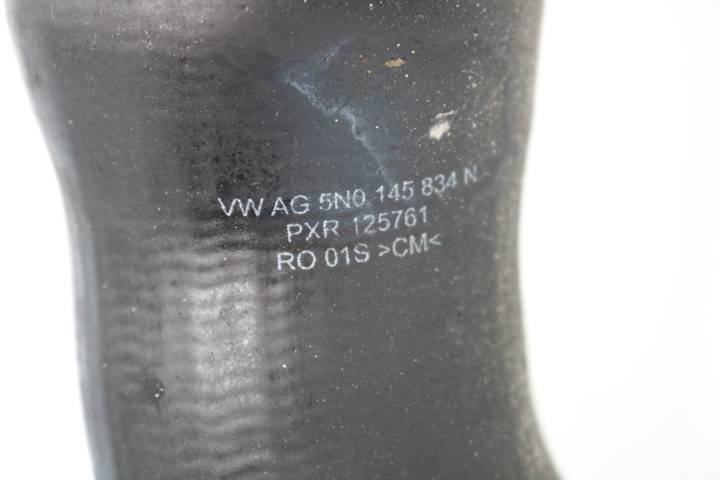 VW AG 5N0 145 834 N
PXR 125761
RO 01S >CM<